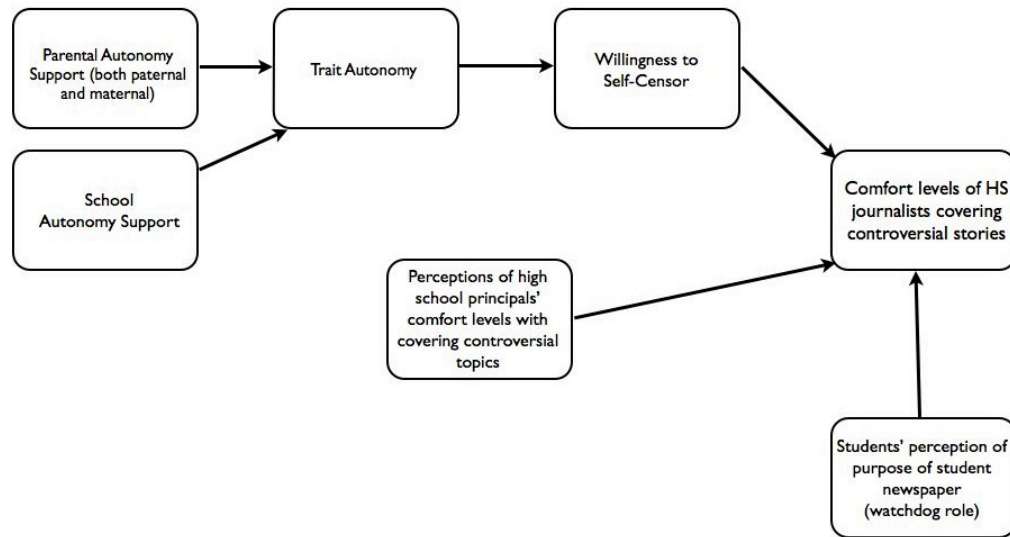 Parental Autonomy
Support (both paternal
and maternal)
Trait Autonomy
Willingness to
Self-Censor
School
Autonomy Support
Comfort levels of HS
journalists covering
controversial stories
Perceptions of high
school principals'
comfort levels with
covering controversial
topics
Students' perception of
purpose of student
newspaper
(watchdog role)